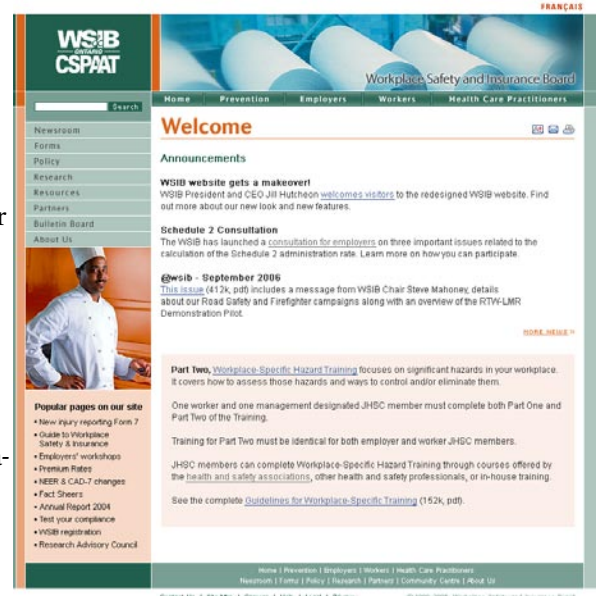 FRANÇAIS
WSIB
ONTARIO
CSPAAT
Workplace Safety and Insurance Board
Search
Home Prevention Employers Workers Health Care Practitioners
Newsroom
Forms
Policy
Research
Resources
Partners
Bulletin Board
About Us
r
Welcome
Announcements
WSIB website gets a makeover!
WSIB President and CEO Jill Hutcheon welcomes visitors to the redesigned WSIB website. Find
out more about our new look and new features.
Schedule 2 Consultation
The WSIB has launched a consultation for employers on three important issues related to the
calculation of the Schedule 2 administration rate. Learn more on how you can participate.
@wsib - September 2006
This issue (412k, pdf) includes a message from WSIB Chair Steve Mahoney, details
about our Road Safety and Firefighter campaigns along with an overview of the RTW-LMR
Demonstration Pilot.
MORE NEWS »
Part Two, Workplace-Specific Hazard Training focuses on significant hazards in your workplace.
It covers how to assess those hazards and ways to control and/or eliminate them.
One worker and one management designated JHSC member must complete both Part One and
Part Two of the Training.
Training for Part Two must be identical for both employer and worker JHSC members.
JHSC members can complete Workplace-Specific Hazard Training through courses offered by
the health and safety associations, other health and safety professionals, or in-house training.
See the complete Guidelines for Workplace-Specific Training (152k, pdf).
Popular pages on our site
• New injury reporting Form 7
• Guide to Workplace
Safety & Insurance
• Employers' workshops
• Premium Rates
• NEER & CAD-7 changes
• Fact Sheers
• Annual Report 2004
• Test your compliance
• WSIB registration
• Research Advisory Council
-
Home | Prevention | Employers | Workers | Health Care Practitioners
Newsroom | Forms | Policy | Research | Partners | Community Centre | About Us